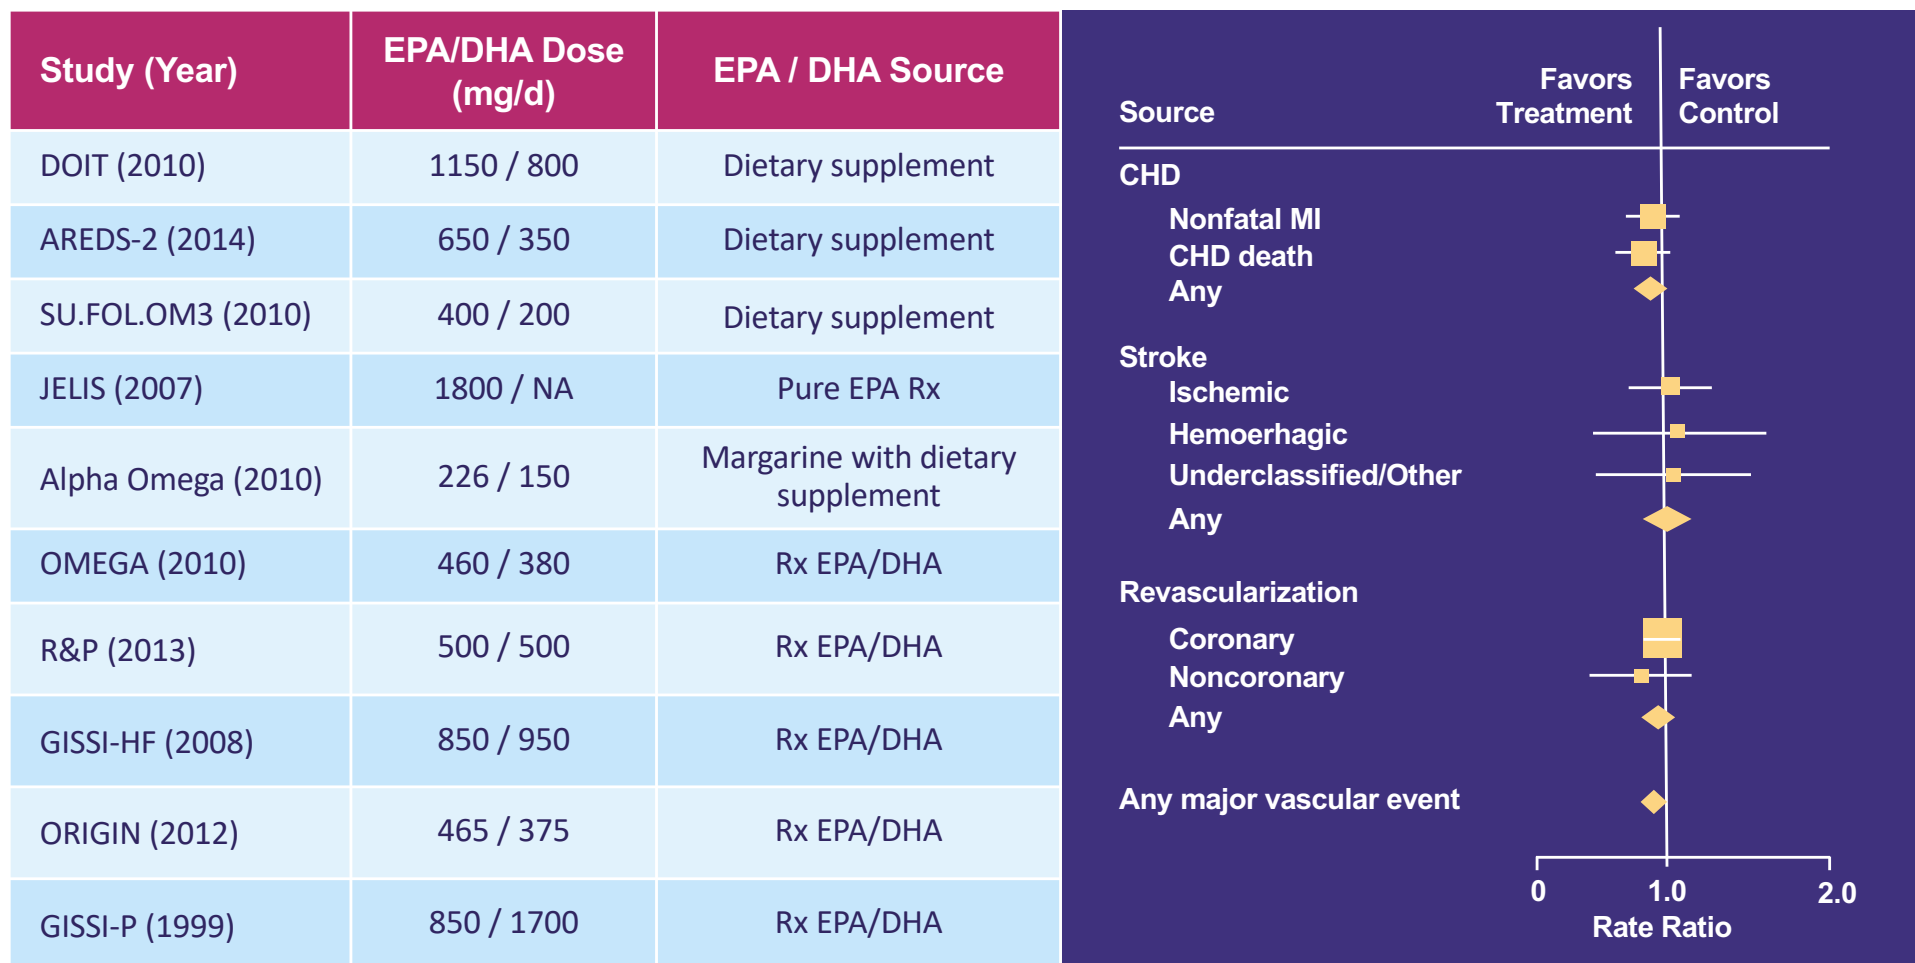 Study (Year)
EPA/DHA Dose
(mg/d)
EPA / DHA Source
DOIT (2010)
1150 / 800
Dietary supplement
AREDS-2 (2014)
650 / 350
Dietary supplement
SU.FOL.OM3 (2010)
400 / 200
Dietary supplement
JELIS (2007)
1800 / NA
Pure EPA Rx
Alpha Omega (2010)
226 / 150
Margarine with dietary
supplement
OMEGA (2010)
460 / 380
Rx EPA/DHA
R&P (2013)
500 / 500
Rx EPA/DHA
GISSI-HF (2008)
850 / 950
Rx EPA/DHA
ORIGIN (2012)
465 / 375
Rx EPA/DHA
GISSI-P (1999)
850 / 1700
Rx EPA/DHA
Source
Favors
Treatment
Favors
Control
CHD
Nonfatal MI
CHD death
Any
Stroke
Ischemic
Hemoerhagic
Underclassified/Other
Any
Revascularization
Coronary
Noncoronary
Any
Any major vascular event
0
1.0
2.0
Rate Ratio